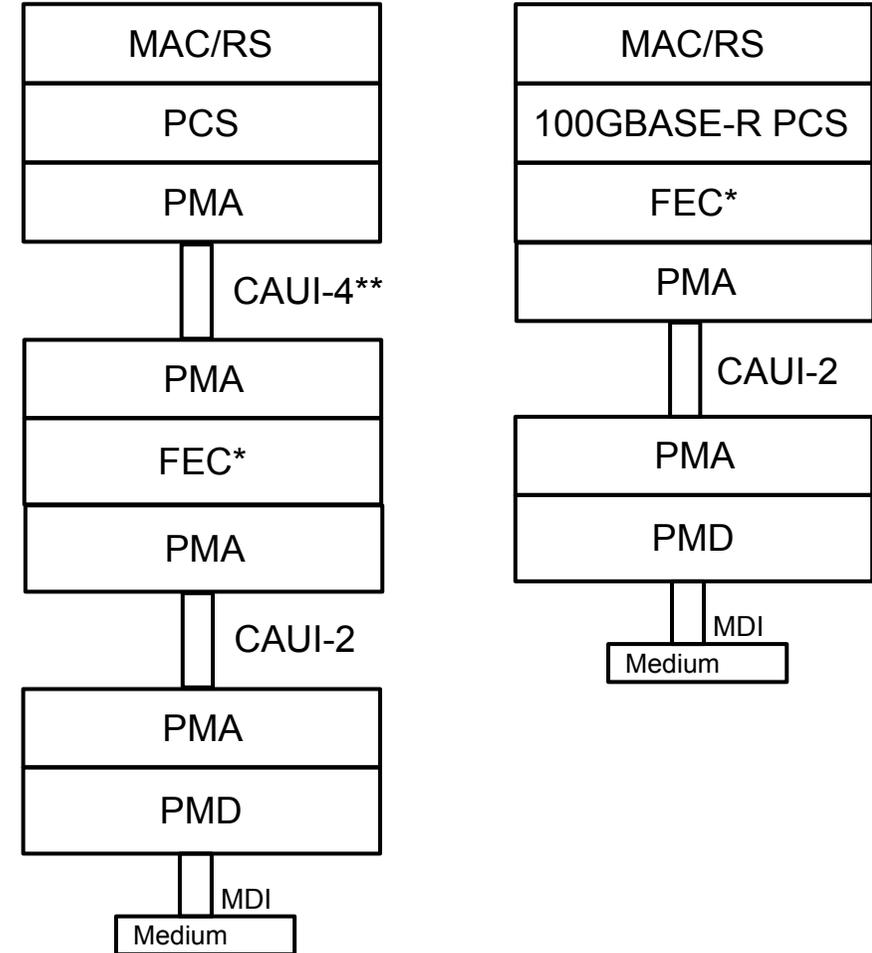 MAC/RS
PCS
PMA
CAUI-4**
PMA
FEC*
PMA
CAUI-2
PMA
PMD
MDI
Medium
MAC/RS
100GBASE-R PCS
FEC*
PMA
CAUI-2
PMA
PMD
MDI
Medium